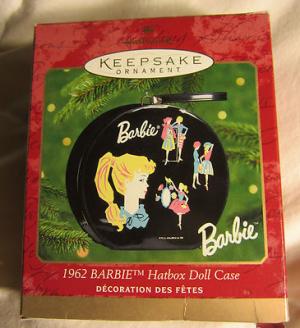 KEEPSAKE
ORNAMENT
Barbie
Barbie
1962 BARBIE™ Hatbox Doll Case
DÉCORATION DES FÊTES